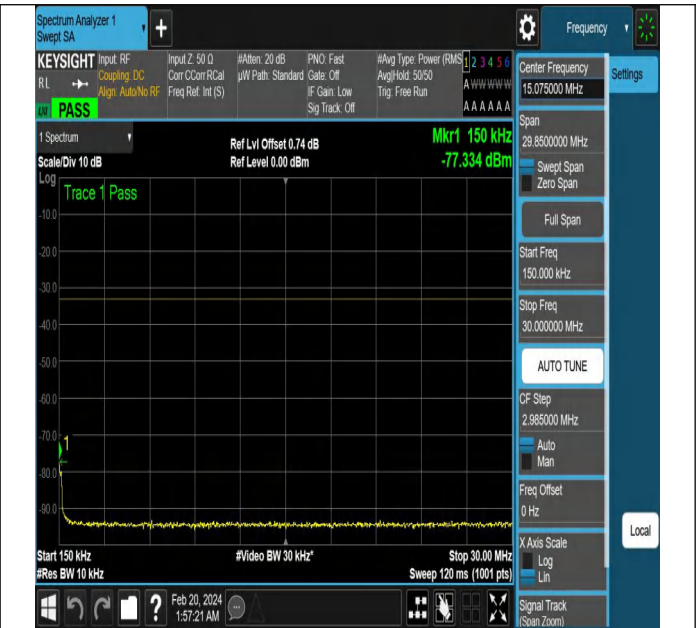 Spectrum Analyzer 1
Swept SA
+
Frequency
KEYSIGHT
RL
PASS
Input: RF
Coupling: DC
Align: Auto/No RF
Input Z: 50 Ω
Corr CCorr RCal
Freq Ref: Int (S)
#Atten: 20 dB
µW Path: Standard
PNO: Fast
Gate: Off
IF Gain: Low
Sig Track: Off
#Avg Type: Power (RMS
Avg|Hold: 50/50
Trig: Free Run
1 2 3 4 5 6
A W W W W W
A A A A A A
1 Spectrum
Scale/Div 10 dB
Log
Ref Lvl Offset 0.74 dB
Ref Level 0.00 dBm
Mkr1 150 kHz
-77.334 dBm
Trace 1 Pass
-10.0
-20.0
-30.0
-40.0
-50.0
-60.0
-70.0
1
-80.0
-90.0
Start 150 kHz
#Res BW 10 kHz
#Video BW 30 kHz*
Stop 30.00 MHz
Sweep 120 ms (1001 pts)
?
Feb 20, 2024
1:57:21 AM
Center Frequency
15.075000 MHz
Settings
Span
29.8500000 MHz
Swept Span
Zero Span
Full Span
Start Freq
150.000 kHz
Stop Freq
30.000000 MHz
AUTO TUNE
CF Step
2.985000 MHz
Auto
Man
Freq Offset
0 Hz
Local
X Axis Scale
Log
Lin
Signal Track
(Span Zoom)